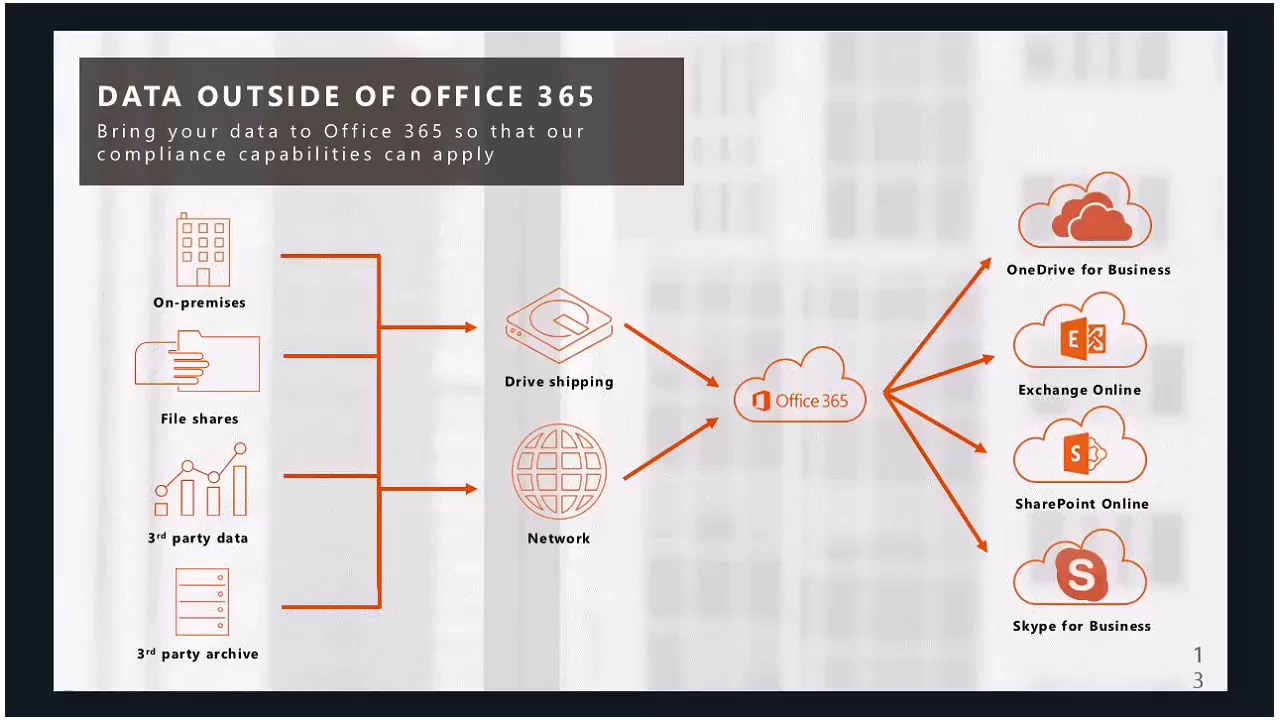 DATA OUTSIDE OF OFFICE 365
Bring your data to Office 365 so that our
compliance capabilities can apply
On-premises
File shares
3rd party data
3rd party archive
Drive shipping
Network
Office 365
OneDrive for Business
E
Exchange Online
S
SharePoint Online
S
Skype for Business
1
3